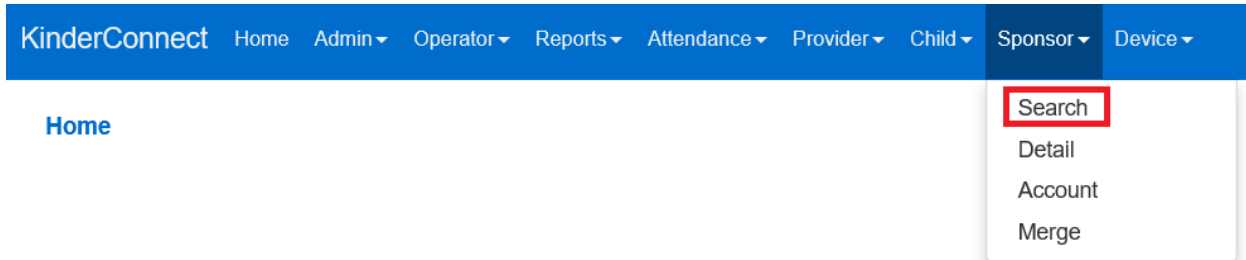 KinderConnect Home Admin Operator Reports Attendance Provider Child Sponsor Device
Home
Search
Detail
Account
Merge